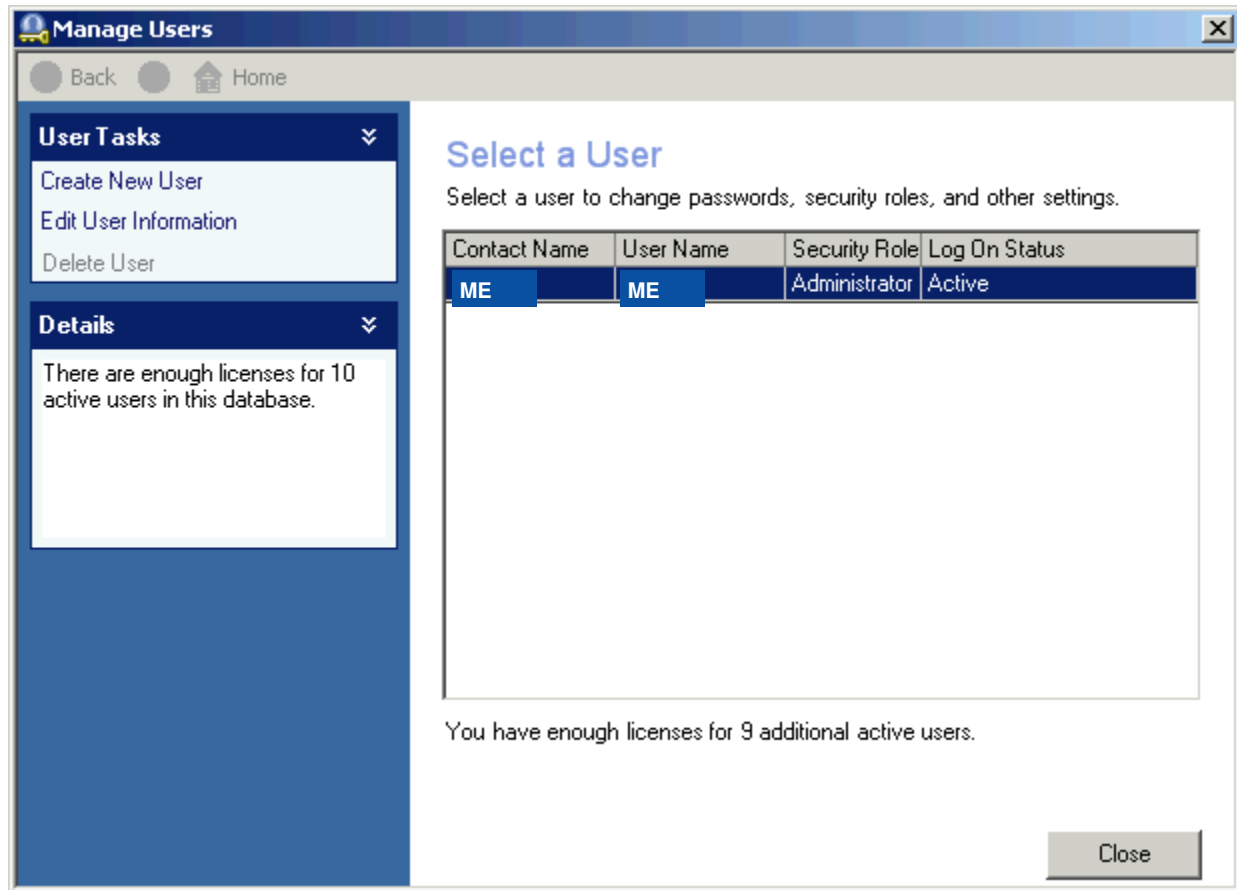 Manage Users
Back Home
User Tasks
Create New User
Edit User Information
Delete User
Details
There are enough licenses for 10
active users in this database.
Select a User
Select a user to change passwords, security roles, and other settings.
Contact Name User Name Security Role Log On Status
ME ME Administrator Active
You have enough licenses for 9 additional active users.
Close